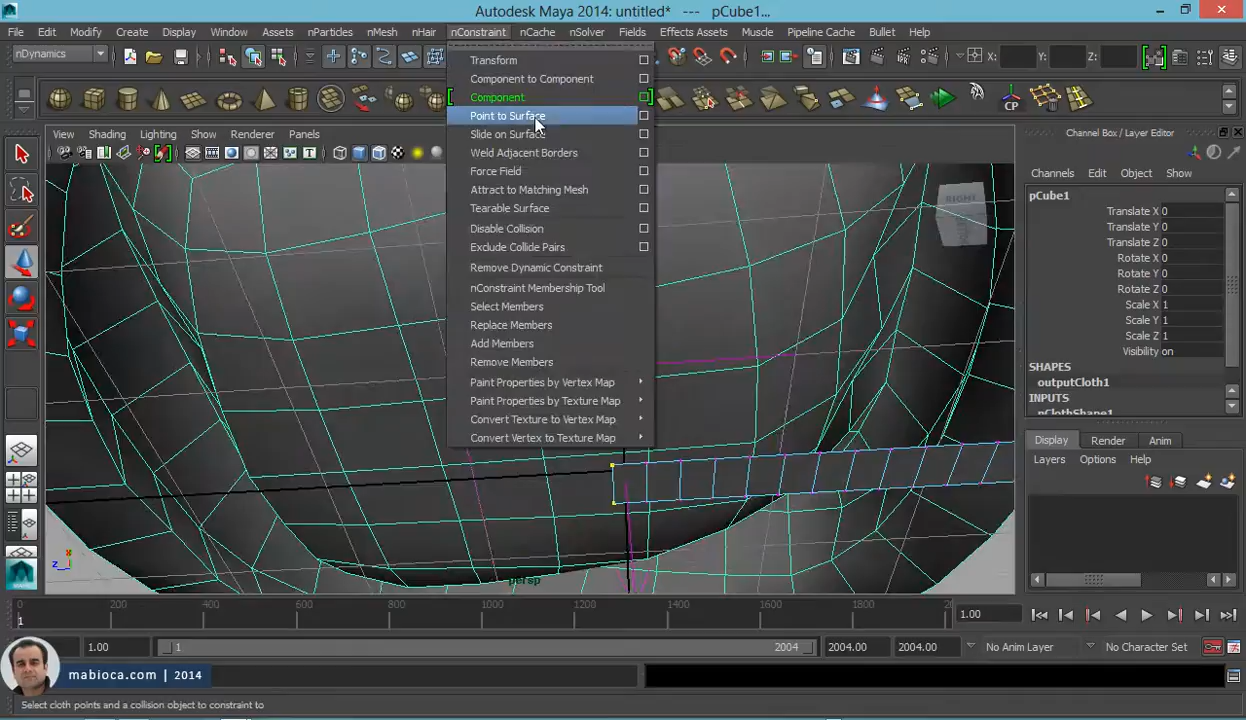 Autodesk Maya 2014: untitled* --- pCube1...
File Edit Modify Create Display Window Assets nParticles nMesh nHair nConstraint nCache nSolver Fields Effects Assets Muscle Pipeline Cache Bullet Help
nDynamics
X: Y: Z:
CP
View Shading Lighting Show Renderer Panels
Transform
Component to Component
Component
Point to Surface
Slide on Surface
Weld Adjacent Borders
Force Field
Attract to Matching Mesh
Tearable Surface
Disable Collision
Exclude Collide Pairs
Remove Dynamic Constraint
nConstraint Membership Tool
Select Members
Replace Members
Add Members
Remove Members
Paint Properties by Vertex Map
Paint Properties by Texture Map
Convert Texture to Vertex Map
Convert Vertex to Texture Map
RIGHT
persp
Channel Box / Layer Editor
Channels Edit Object Show
pCube1
Translate X 0
Translate Y 0
Translate Z 0
Rotate X 0
Rotate Y 0
Rotate Z 0
Scale X 1
Scale Y 1
Scale Z 1
Visibility on
SHAPES
outputCloth1
INPUTS
nClothShape1
Display Render Anim
Layers Options Help
0 200 400 600 800 1000 1200 1400 1600 1800
1
1.00
1.00 1 2004 2004.00 2004.00 No Anim Layer No Character Set
mabioca.com | 2014
Select cloth points and a collision object to constraint to